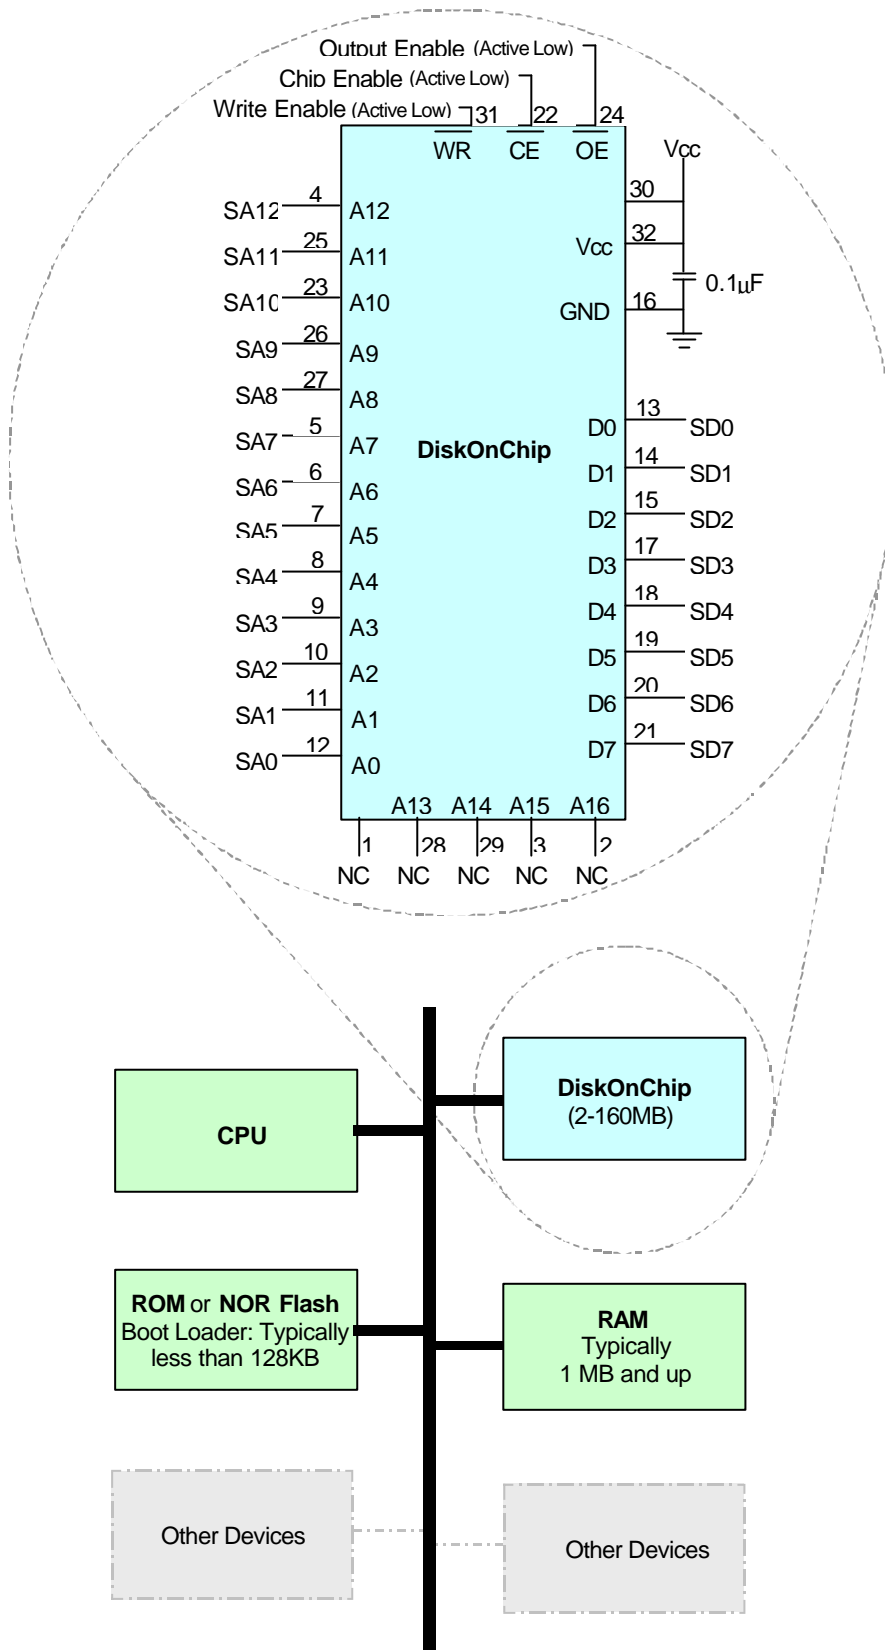 Output Enable (Active Low)
Chip Enable (Active Low)
Write Enable (Active Low)
31 22 24
WR CE OE
Vcc
30
Vcc 32
0.1µF
GND 16
SA12 4 A12
SA11 25 A11
SA10 23 A10
SA9 26 A9
SA8 27 A8
SA7 5 A7
SA6 6 A6
SA5 7 A5
SA4 8 A4
SA3 9 A3
SA2 10 A2
SA1 11 A1
SA0 12 A0
DiskOnChip
D0 13 SD0
D1 14 SD1
D2 15 SD2
D3 17 SD3
D4 18 SD4
D5 19 SD5
D6 20 SD6
D7 21 SD7
A13 A14 A15 A16
1 28 29 3 2
NC NC NC NC NC
CPU
DiskOnChip
(2-160MB)
ROM or NOR Flash
Boot Loader: Typically
less than 128KB
RAM
Typically
1 MB and up
Other Devices
Other Devices